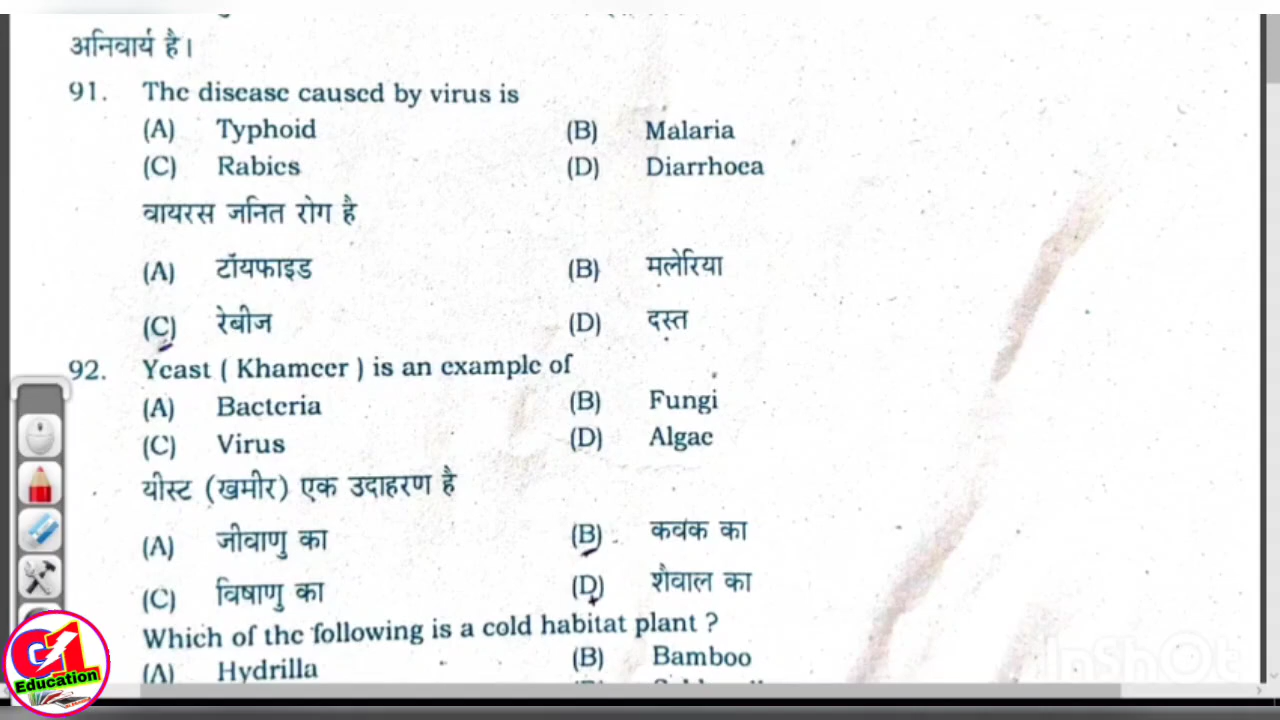 अनिवार्य है।
91. The disease caused by virus is
(A) Typhoid (B) Malaria
(C) Rabies (D) Diarrhoea
वायरस जनित रोग है
(A) टॉयफाइड (B) मलेरिया
(C) रेबीज (D) दस्त
92. Yeast ( Khameer ) is an example of
(A) Bacteria (B) Fungi
(C) Virus (D) Algae
यीस्ट (खमीर) एक उदाहरण है
(A) जीवाणु का (B) कवक का
(C) विषाणु का (D) शैवाल का
Which of the following is a cold habitat plant ?
(A) Hydrilla (B) Bamboo
G1
Education
InShOt